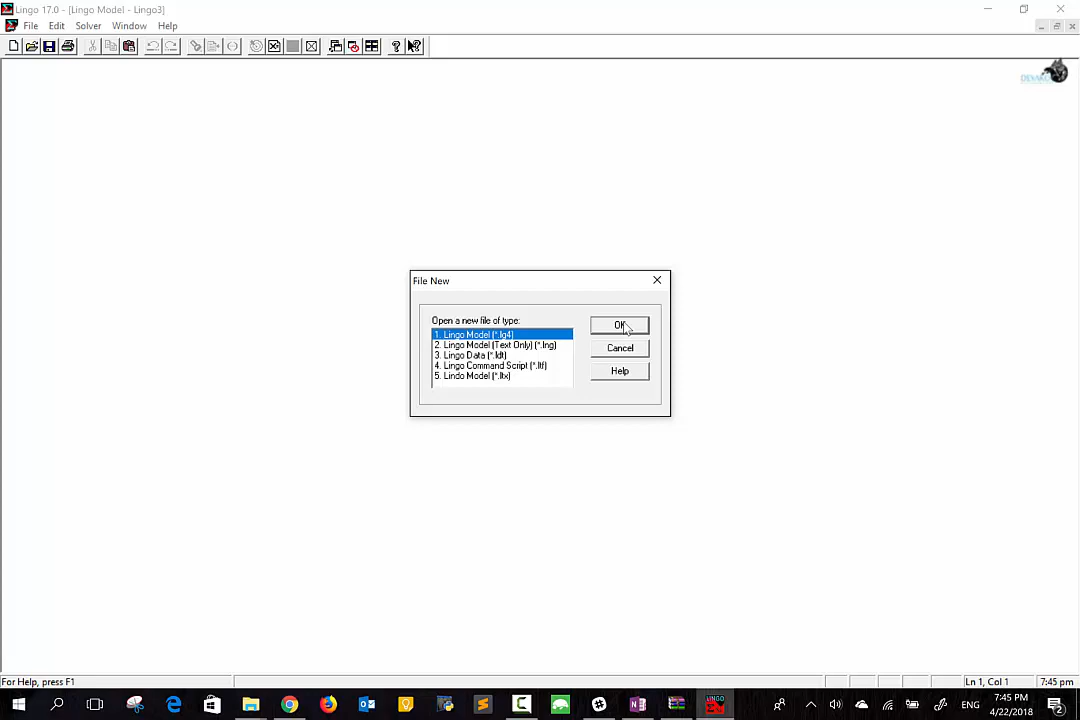 Lingo 17.0 - [Lingo Model - Lingo3]
File Edit Solver Window Help
File New
Open a new file of type:
1. Lingo Model (*.lg4)
2. Lingo Model (Text Only) (*.lng)
3. Lingo Data (*.ldt)
4. Lingo Command Script (*.ltf)
5. Lindo Model (*.ltx)
OK
Cancel
Help
For Help, press F1
Ln 1, Col 1
7:45 pm
ENG
7:45 PM
4/22/2018
2
LINGO